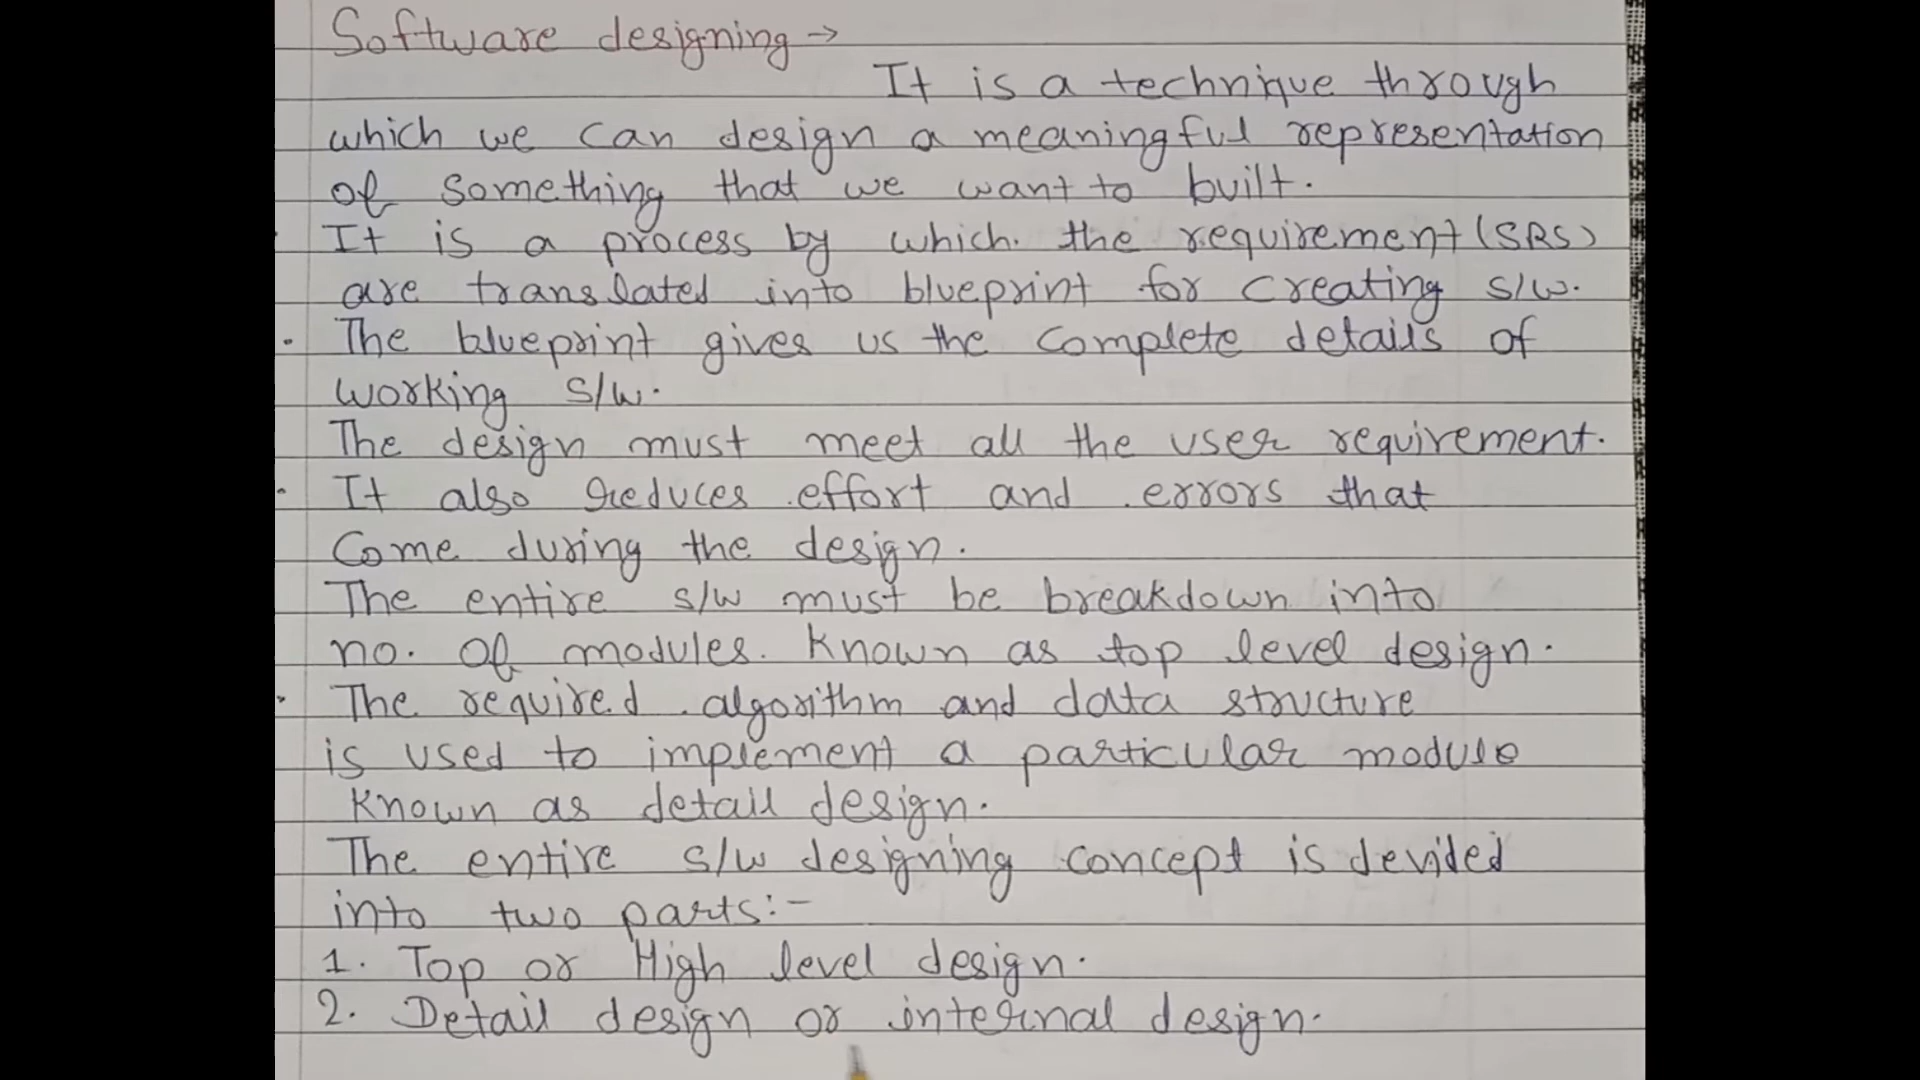 Software designing →
It is a technique through
which we can design a meaningful representation
of something that we want to built.
It is a process by which the requirement (SRS)
are translated into blueprint for creating s/w.
• The blueprint gives us the complete details of
working s/w.
The design must meet all the user requirement.
• It also reduces effort and errors that
Come during the design.
The entire s/w must be breakdown into
no. of modules. Known as top level design.
• The required algorithm and data structure
is used to implement a particular module
Known as detail design.
The entire s/w designing concept is devided
into two parts:-
1. Top or High level design.
2. Detail design or internal design.